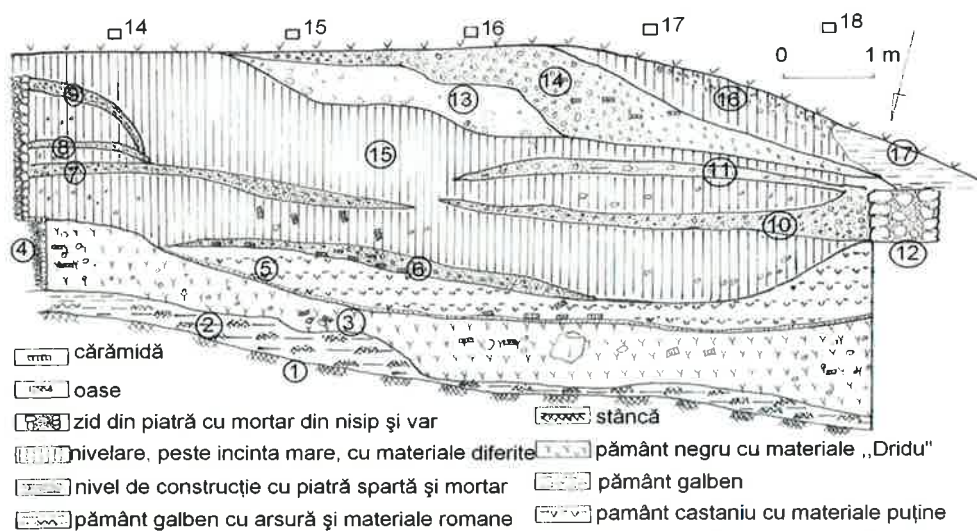 14 15 16 17 18
0 1 m
9
14
16
13
8
15
17
7
11
10
4
12
5 6
2 3
1
cărămidă
oase
zid din piatră cu mortar din nisip şi var
stâncă
nivelare, peste incinta mare, cu materiale diferite
pământ negru cu materiale ,,Dridu"
nivel de construcţie cu piatră spartă şi mortar
pământ galben
pământ galben cu arsură şi materiale romane
pamânt castaniu cu materiale puţine